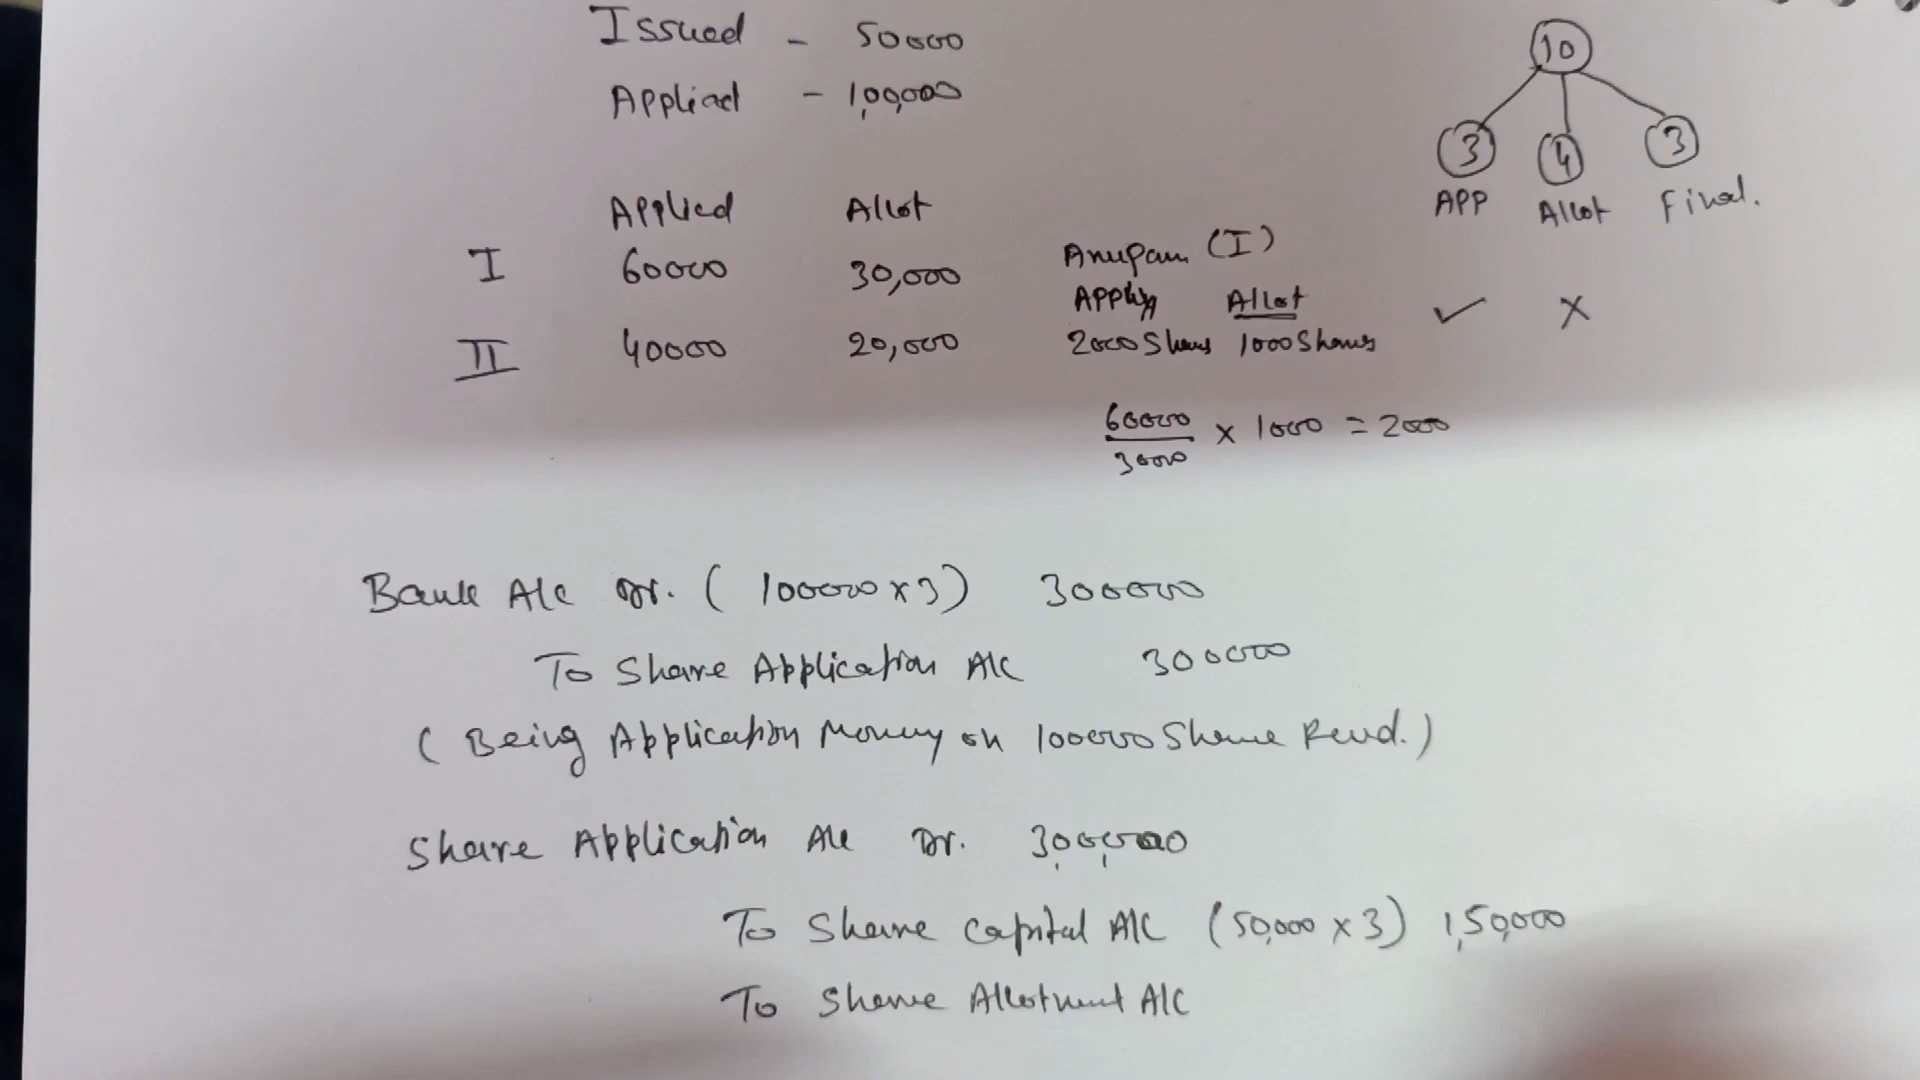 Issued - 50000
Applied - 1,00,000
10
3 4 3
APP Allot Final.
Applied Allot
I 60000 30,000
II 40000 20,000
Anupam (I)
Allot
2000 Shares 1000 Shares ✓ X
60000/30000 × 1000 = 2000
Bank A/c Dr. (100000 × 3) 300000
To Share Application A/c 300000
(Being Application Money on 100000 Share Recvd.)
Share Application A/c Dr. 3,00,000
To Share Capital A/C (50,000 × 3) 1,50,000
To Share Allotment A/C